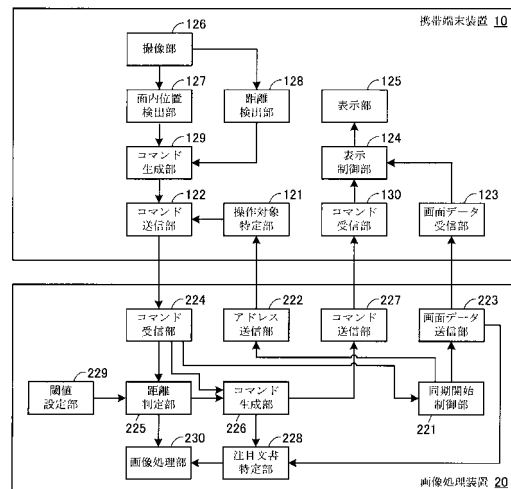 携帯端末装置 10
126
撮像部
127
面内位置
検出部
128
距離
検出部
125
表示部
129
コマンド
生成部
124
表示
制御部
122
コマンド
送信部
121
操作対象
特定部
130
コマンド
受信部
123
画面データ
受信部
224
コマンド
受信部
222
アドレス
送信部
227
コマンド
送信部
223
画面データ
送信部
229
閾値
設定部
距離
判定部
225
コマンド
生成部
226
同期開始
制御部
221
230
画像処理部
228
注目文書
特定部
画像処理装置 20